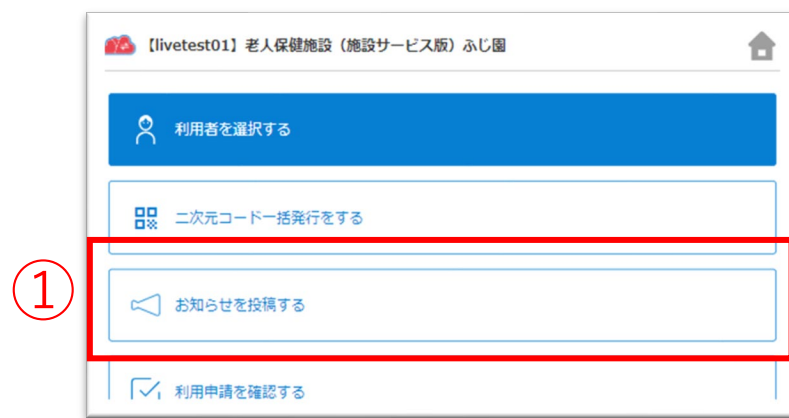 【livetest01】老人保健施設（施設サービス版）ふじ園
利用者を選択する
二次元コード一括発行をする
①
お知らせを投稿する
利用申請を確認する